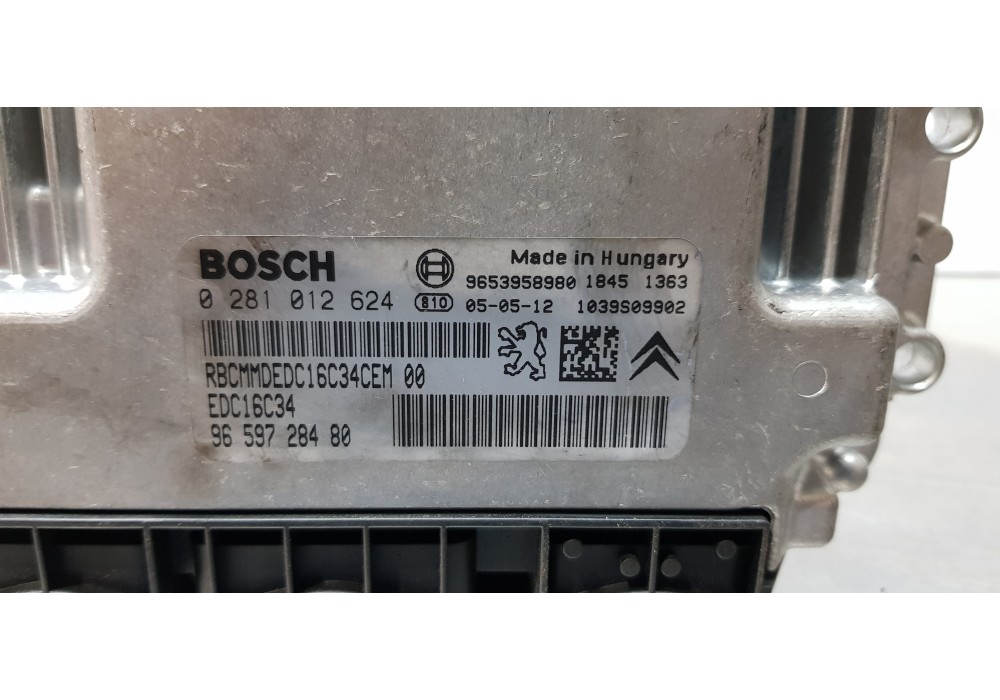 BOSCH Made in Hungary
9653958980 1845 1363
0 281 012 624 810 05-05-12 1039S09902
RBCMMDEDC16C34CEM 00
EDC16C34
96 597 284 80